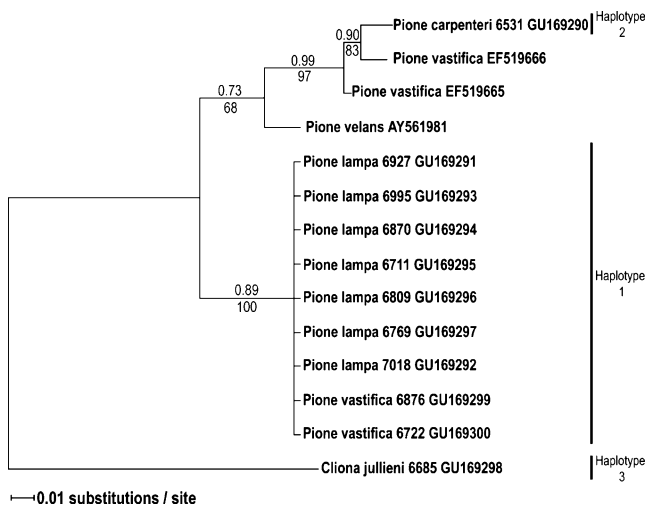 Pione carpenteri 6531 GU169290
Haplotype
2
0.90
83
Pione vastifica EF519666
0.99
97
Pione vastifica EF519665
0.73
68
Pione velans AY561981
Pione lampa 6927 GU169291
Pione lampa 6995 GU169293
Pione lampa 6870 GU169294
Pione lampa 6711 GU169295
Haplotype
1
0.89
100
Pione lampa 6809 GU169296
Pione lampa 6769 GU169297
Pione lampa 7018 GU169292
Pione vastifica 6876 GU169299
Pione vastifica 6722 GU169300
Cliona jullieni 6685 GU169298
Haplotype
3
0.01 substitutions / site